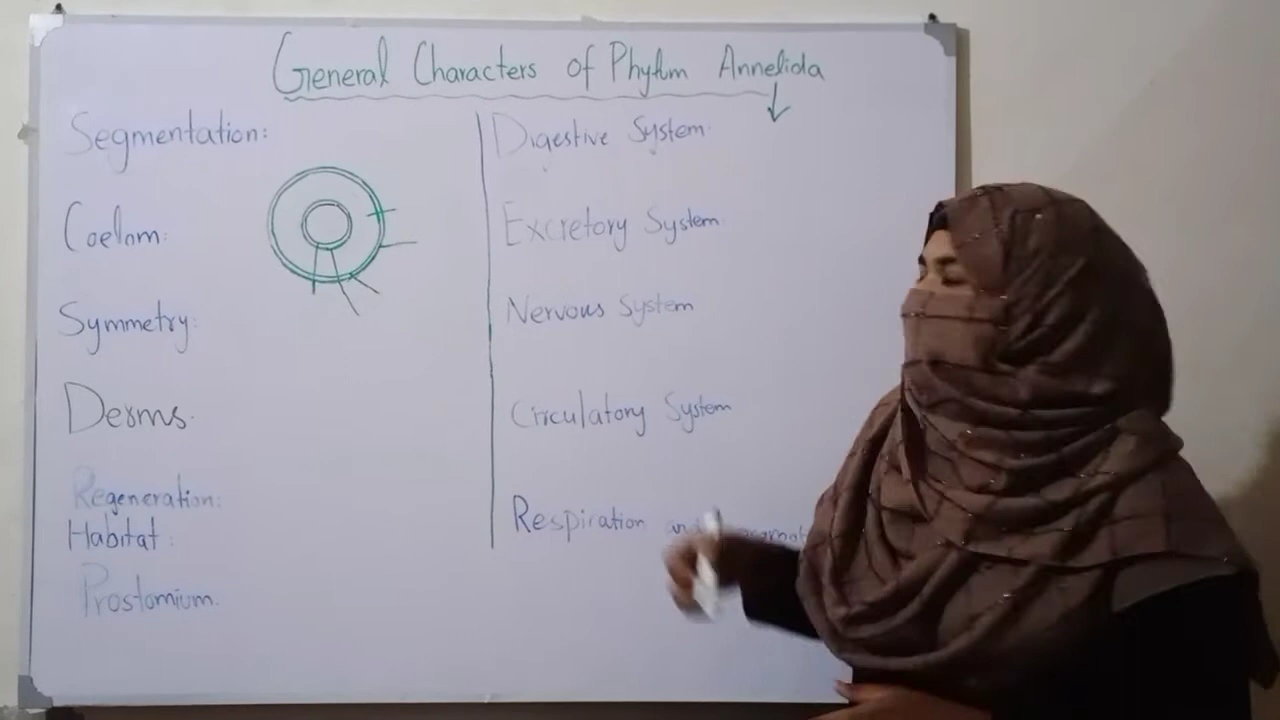 General Characters of Phylum Annelida
Segmentation:
Coelom:
Symmetry:
Derms.
Regeneration:
Habitat:
Prostomium.
Digestive System.
Excretory System.
Nervous System
Circulatory System
Respiration